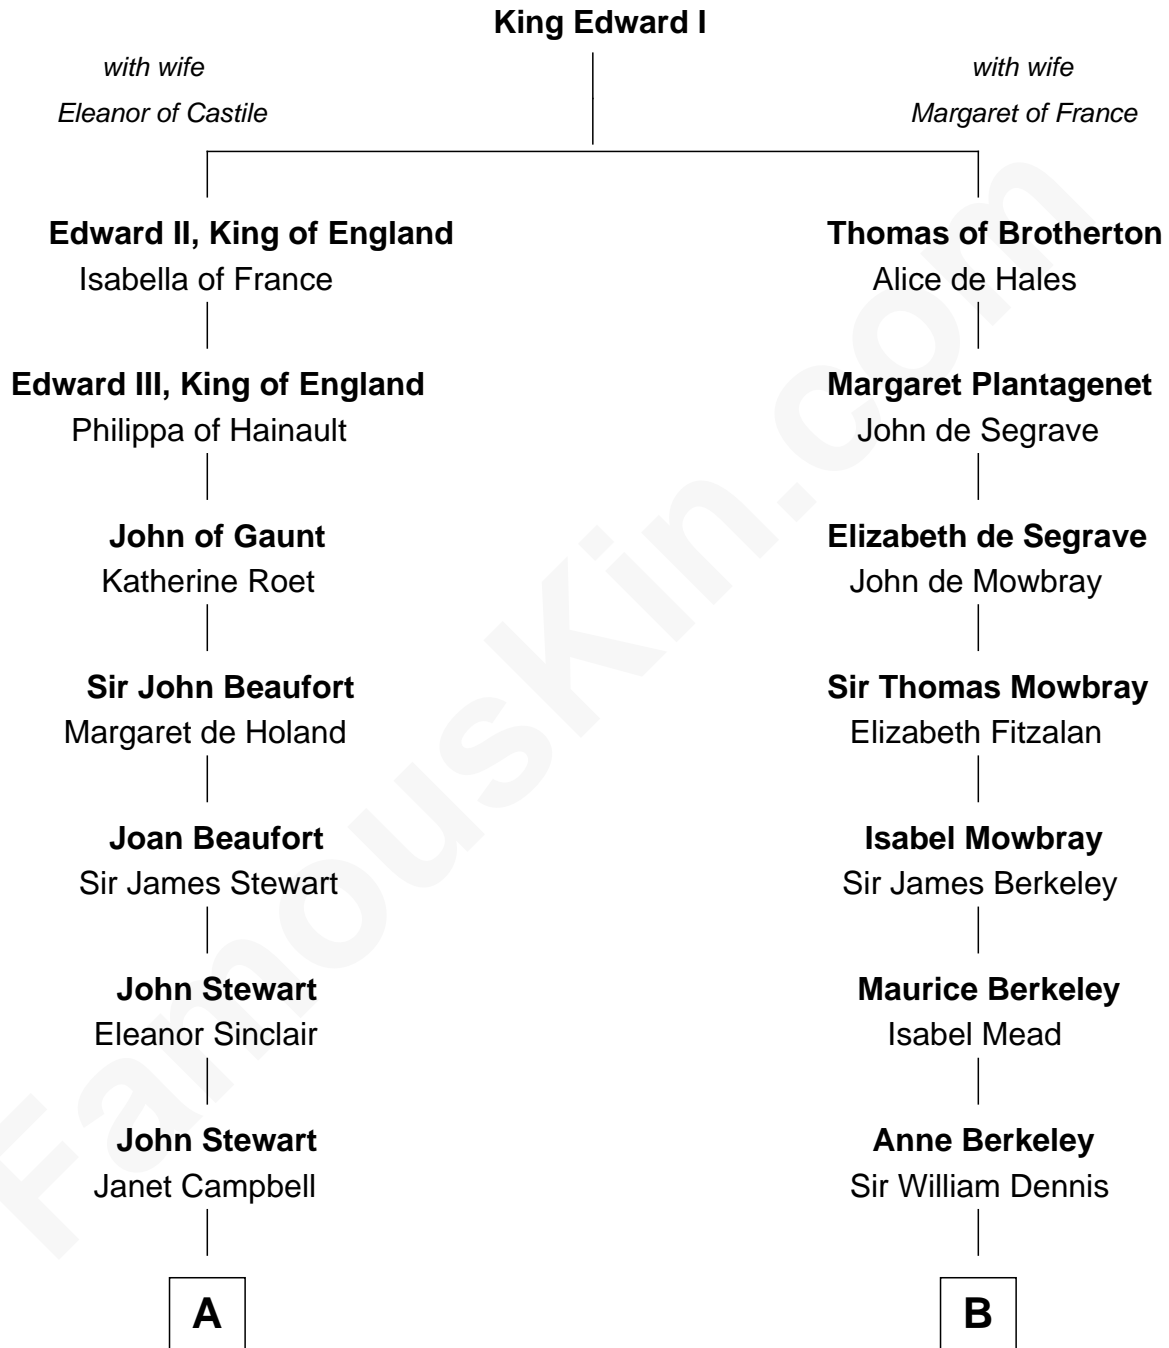 King Edward I
with wife
Eleanor of Castile
with wife
Margaret of France
Edward II, King of England
Isabella of France
Thomas of Brotherton
Alice de Hales
Edward III, King of England
Philippa of Hainault
Margaret Plantagenet
John de Segrave
John of Gaunt
Katherine Roet
Elizabeth de Segrave
John de Mowbray
Sir John Beaufort
Margaret de Holand
Sir Thomas Mowbray
Elizabeth Fitzalan
Joan Beaufort
Sir James Stewart
Isabel Mowbray
Sir James Berkeley
John Stewart
Eleanor Sinclair
Maurice Berkeley
Isabel Mead
John Stewart
Janet Campbell
Anne Berkeley
Sir William Dennis
A
B
FamousKin.com